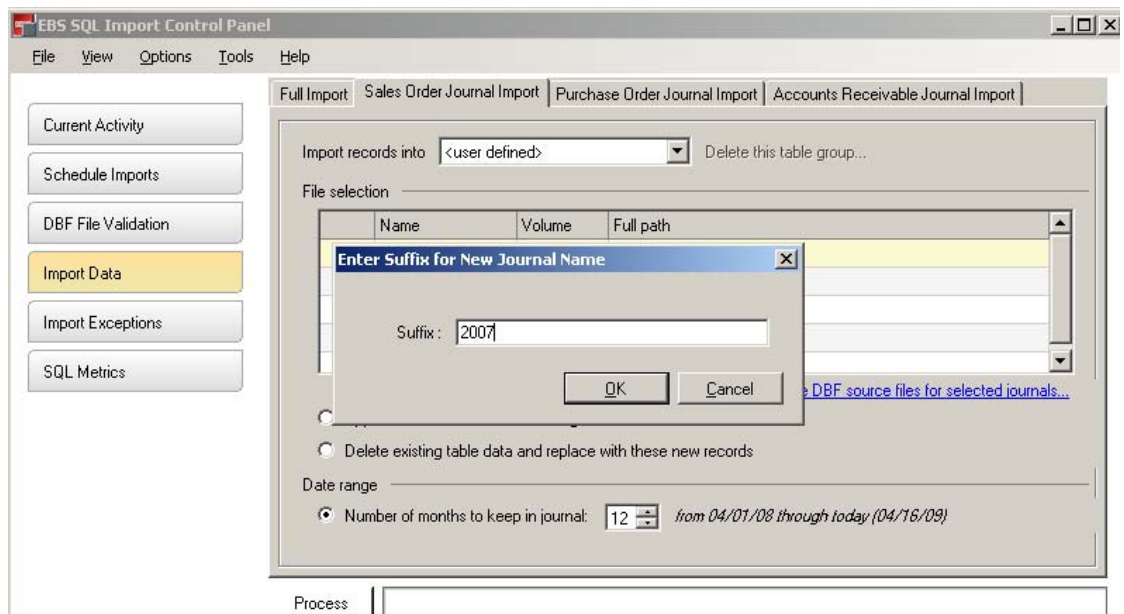 EBS SQL Import Control Panel
File View Options Tools Help
Full Import Sales Order Journal Import Purchase Order Journal Import Accounts Receivable Journal Import
Current Activity
Schedule Imports
DBF File Validation
Import Data
Import Exceptions
SQL Metrics
Import records into <user defined> Delete this table group...
File selection
Name Volume Full path
Enter Suffix for New Journal Name
Suffix : 2007
OK Cancel
DBF source files for selected journals...
Delete existing table data and replace with these new records
Date range
Number of months to keep in journal: 12 from 04/01/08 through today (04/16/09)
Process